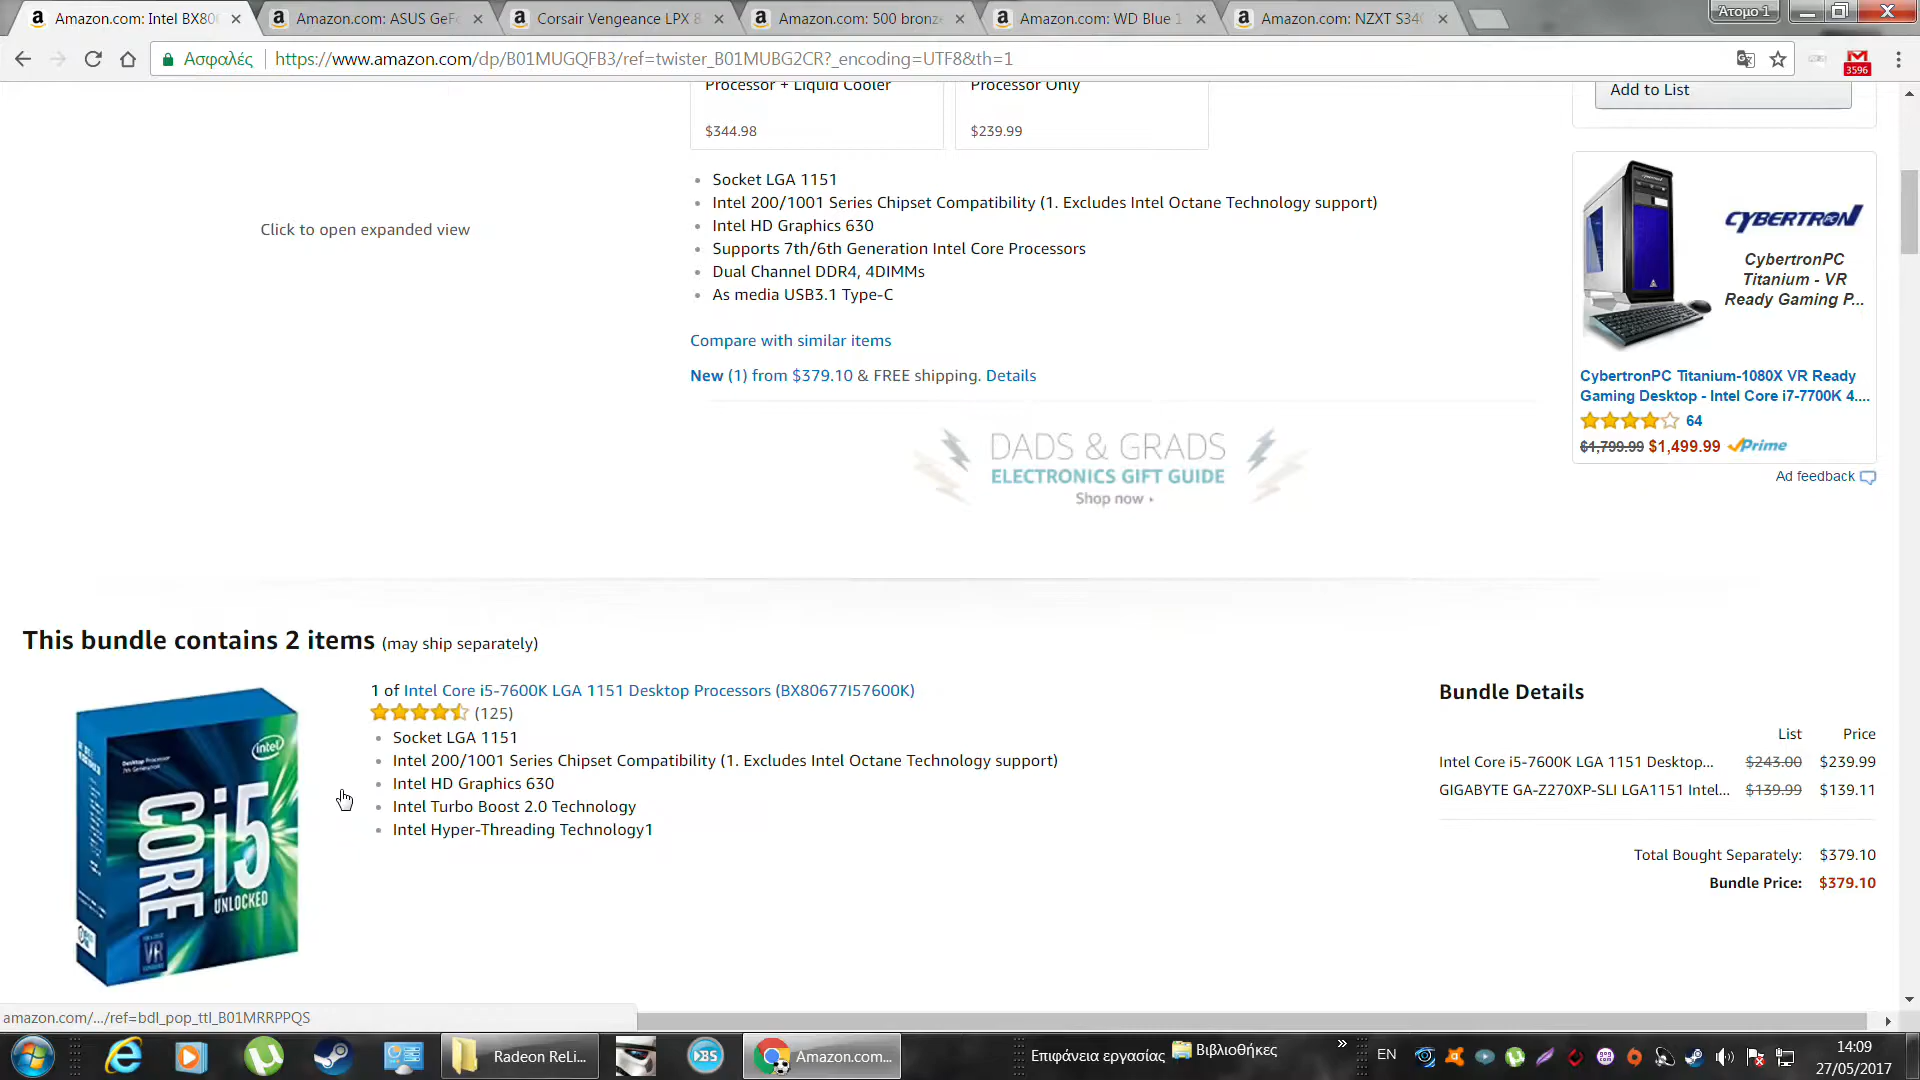 Amazon.com: Intel BX80
Amazon.com: ASUS GeFo
Corsair Vengeance LPX 8
Amazon.com: 500 bronze
Amazon.com: WD Blue 1
Amazon.com: NZXT S340
Άτομο 1
Ασφαλές
https://www.amazon.com/dp/B01MUGQFB3/ref=twister_B01MUBG2CR?_encoding=UTF8&th=1
3596
Processor + Liquid Cooler
$344.98
Processor Only
$239.99
Add to List
Click to open expanded view
Socket LGA 1151
Intel 200/1001 Series Chipset Compatibility (1. Excludes Intel Octane Technology support)
Intel HD Graphics 630
Supports 7th/6th Generation Intel Core Processors
Dual Channel DDR4, 4DIMMs
As media USB3.1 Type-C
Compare with similar items
New (1) from $379.10 & FREE shipping. Details
CYBERTRON
CybertronPC
Titanium - VR
Ready Gaming P...
CybertronPC Titanium-1080X VR Ready
Gaming Desktop - Intel Core i7-7700K 4....
64
$1,799.99 $1,499.99 Prime
Ad feedback
DADS & GRADS
ELECTRONICS GIFT GUIDE
Shop now
This bundle contains 2 items (may ship separately)
1 of Intel Core i5-7600K LGA 1151 Desktop Processors (BX80677I57600K)
(125)
Socket LGA 1151
Intel 200/1001 Series Chipset Compatibility (1. Excludes Intel Octane Technology support)
Intel HD Graphics 630
Intel Turbo Boost 2.0 Technology
Intel Hyper-Threading Technology1
intel
CORE i5
UNLOCKED
VR
Bundle Details
List Price
Intel Core i5-7600K LGA 1151 Desktop... $243.00 $239.99
GIGABYTE GA-Z270XP-SLI LGA1151 Intel... $139.99 $139.11
Total Bought Separately: $379.10
Bundle Price: $379.10
amazon.com/.../ref=bdl_pop_ttl_B01MRRPPQS
Radeon ReLi...
Amazon.com...
Επιφάνεια εργασίας
Βιβλιοθήκες
EN
14:09
27/05/2017